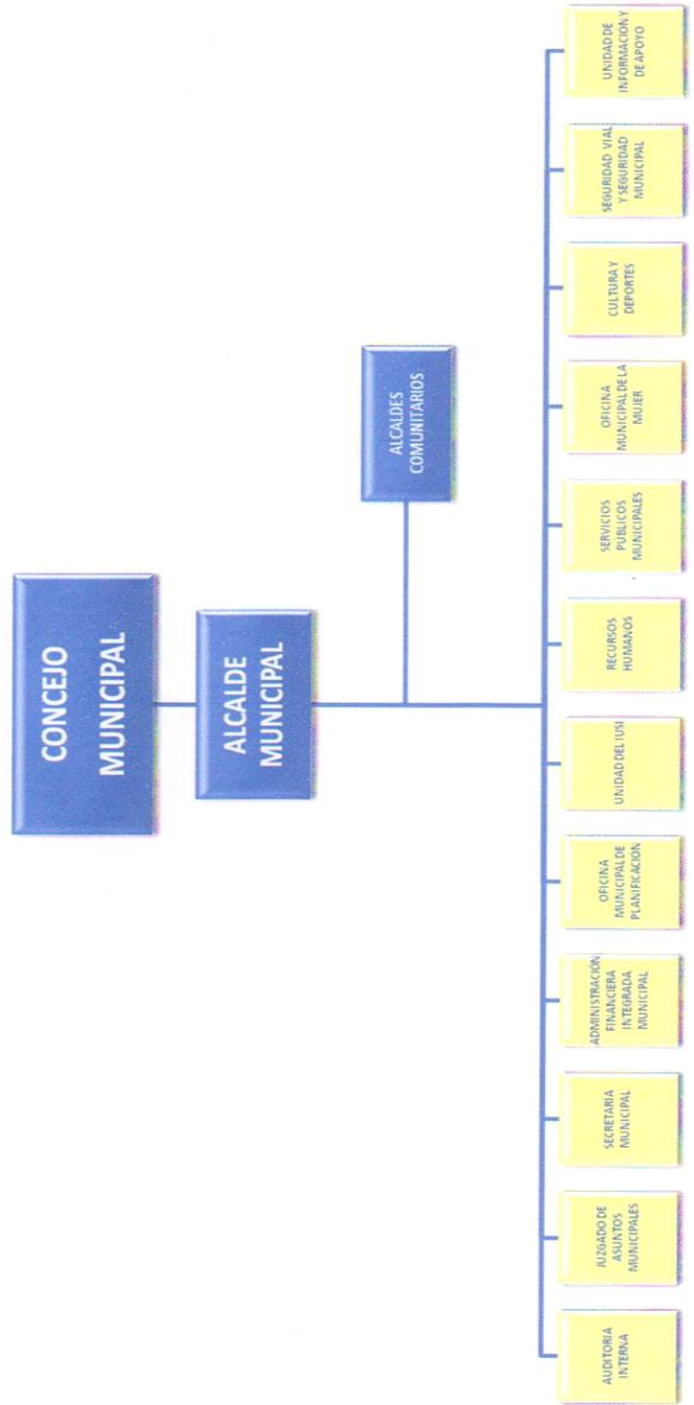 CONCEJO
MUNICIPAL
ALCALDE
MUNICIPAL
ALCALDES
COMUNITARIOS
AUDITORIA
INTERNA
JUZGADO DE
ASUNTOS
MUNICIPALES
SECRETARIA
MUNICIPAL
ADMINISTRACION
FINANCIERA
INTEGRADA
MUNICIPAL
OFICINA
MUNICIPAL DE
PLANIFICACION
UNIDAD DEL IUSI
RECURSOS
HUMANOS
SERVICIOS
PUBLICOS
MUNICIPALES
OFICINA
MUNICIPAL DE LA
MUJER
CULTURA Y
DEPORTES
SEGURIDAD VIAL
Y SEGURIDAD
MUNICIPAL
UNIDAD DE
INFORMACION Y
DE APOYO